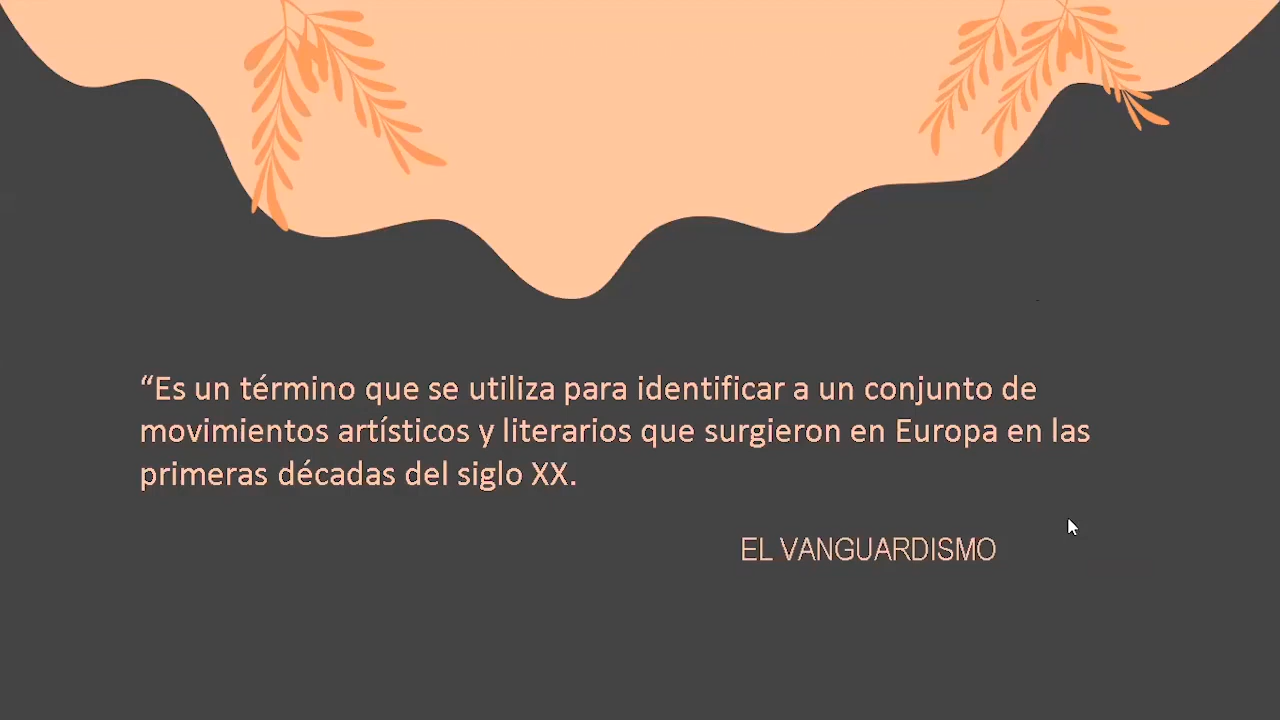 “Es un término que se utiliza para identificar a un conjunto de
movimientos artísticos y literarios que surgieron en Europa en las
primeras décadas del siglo XX.
EL VANGUARDISMO